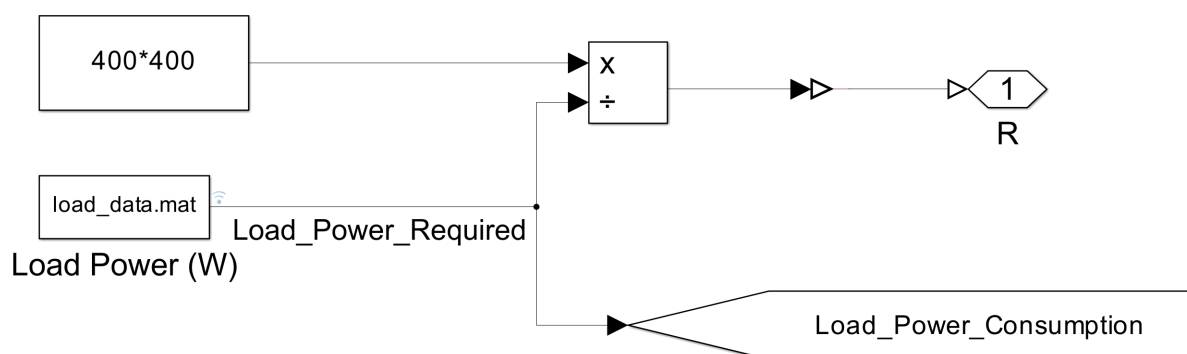 400*400
x
÷
1
R
load_data.mat
Load_Power_Required
Load Power (W)
Load_Power_Consumption